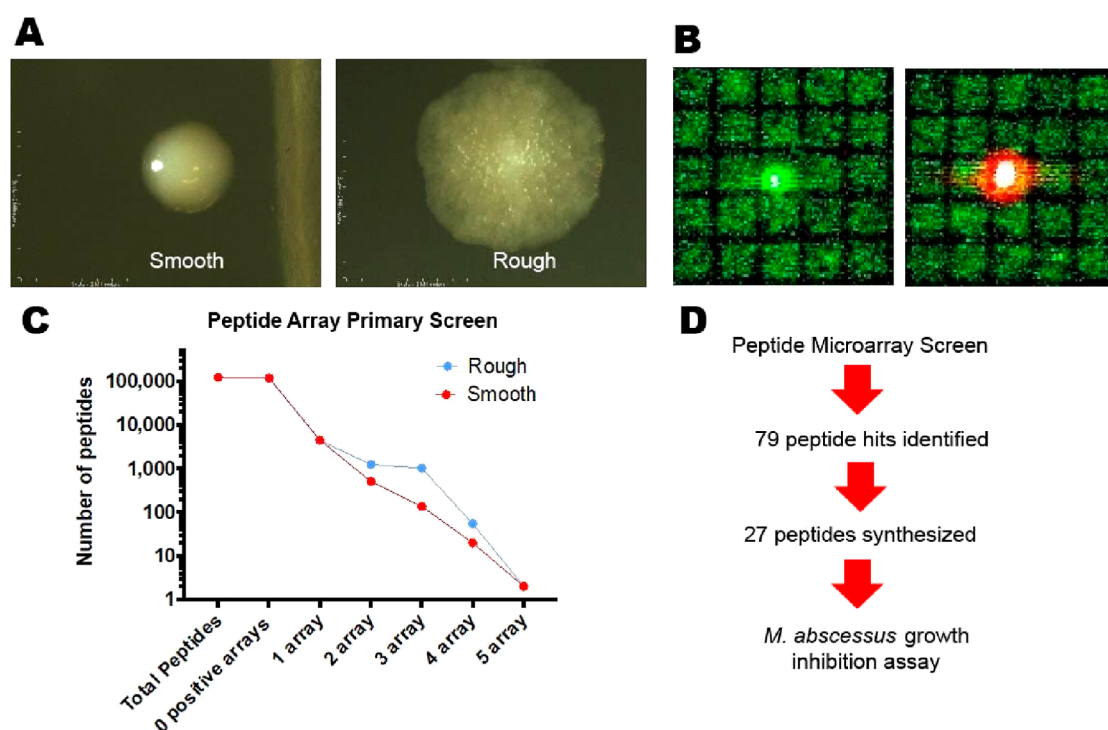 A
B
Smooth
Rough
C
Peptide Array Primary Screen
Number of peptides
100,000
10,000
1,000
100
10
1
Rough
Smooth
Total Peptides
0 positive arrays
1 array
2 array
3 array
4 array
5 array
D
Peptide Microarray Screen
79 peptide hits identified
27 peptides synthesized
M. abscessus growth
inhibition assay